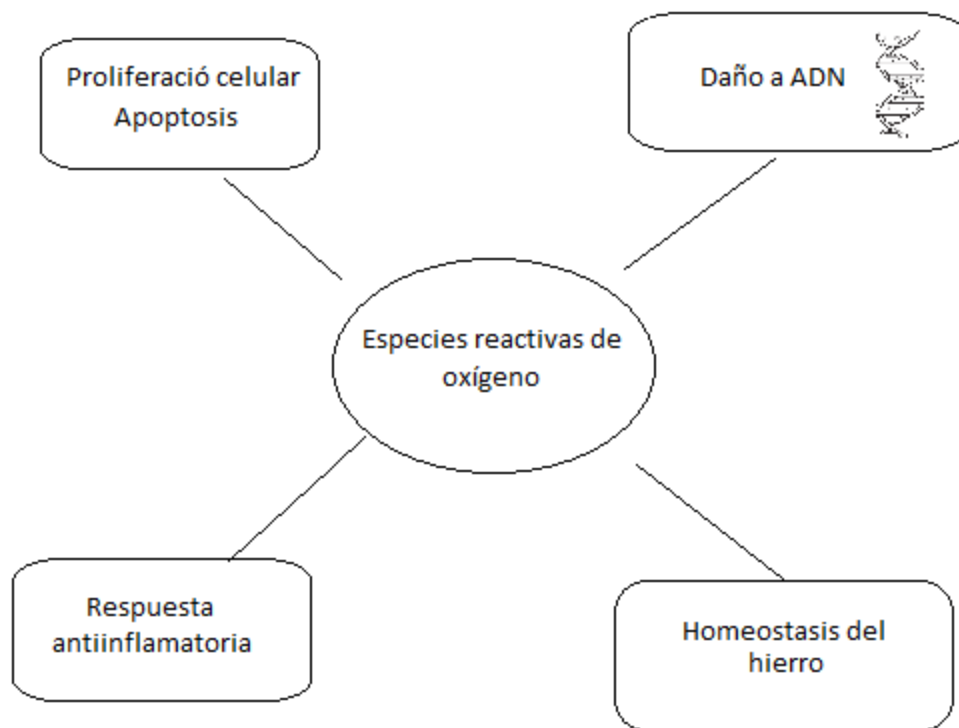 Proliferació celular
Apoptosis
Daño a ADN
Especies reactivas de
oxígeno
Respuesta
antiinflamatoria
Homeostasis del
hierro